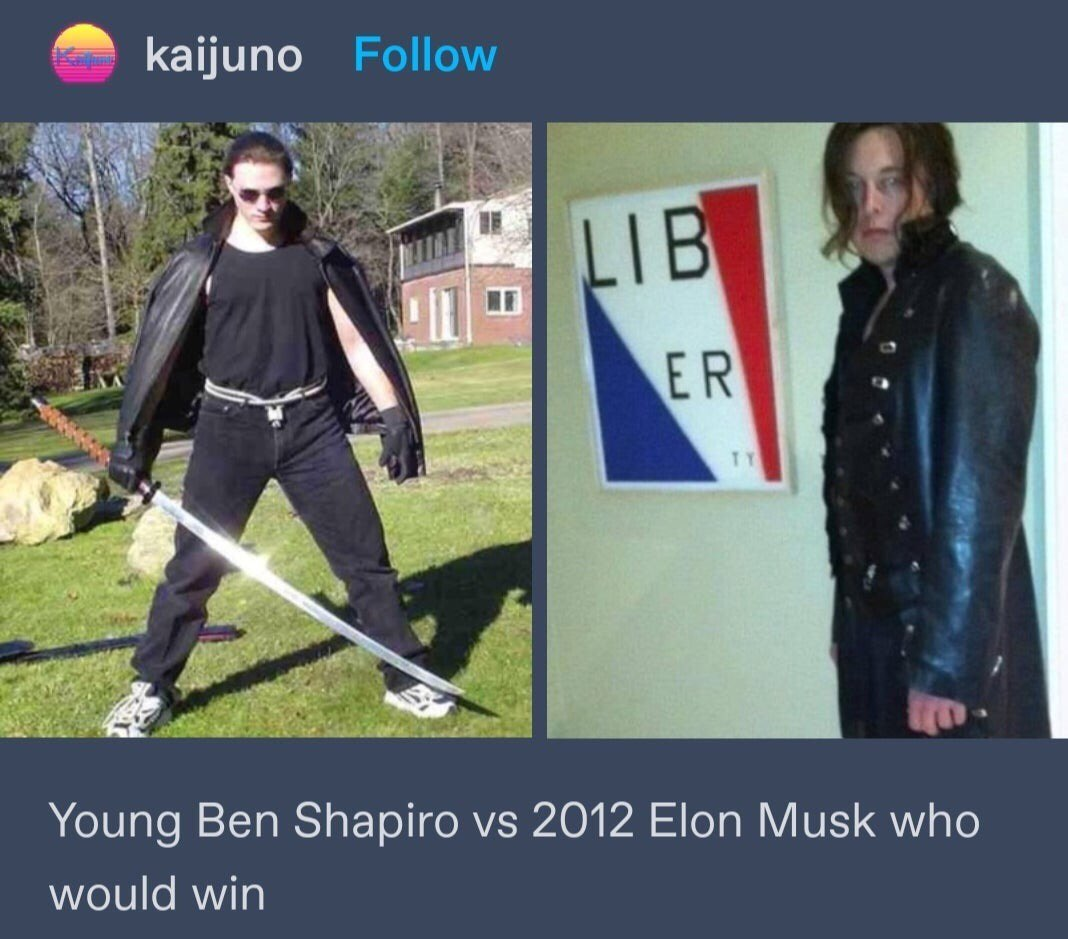 kaijuno Follow
LIB
ER
TY
Young Ben Shapiro vs 2012 Elon Musk who
would win